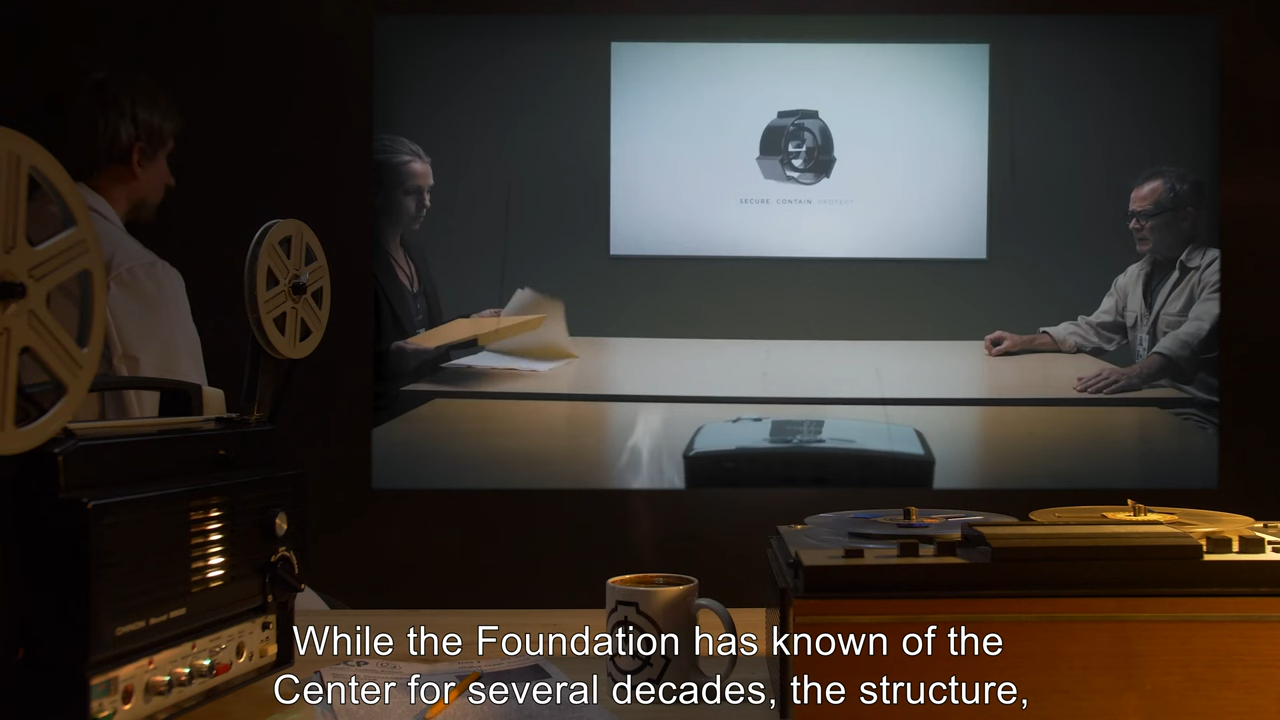 SECURE. CONTAIN. PROTECT.
While the Foundation has known of the
Center for several decades, the structure,